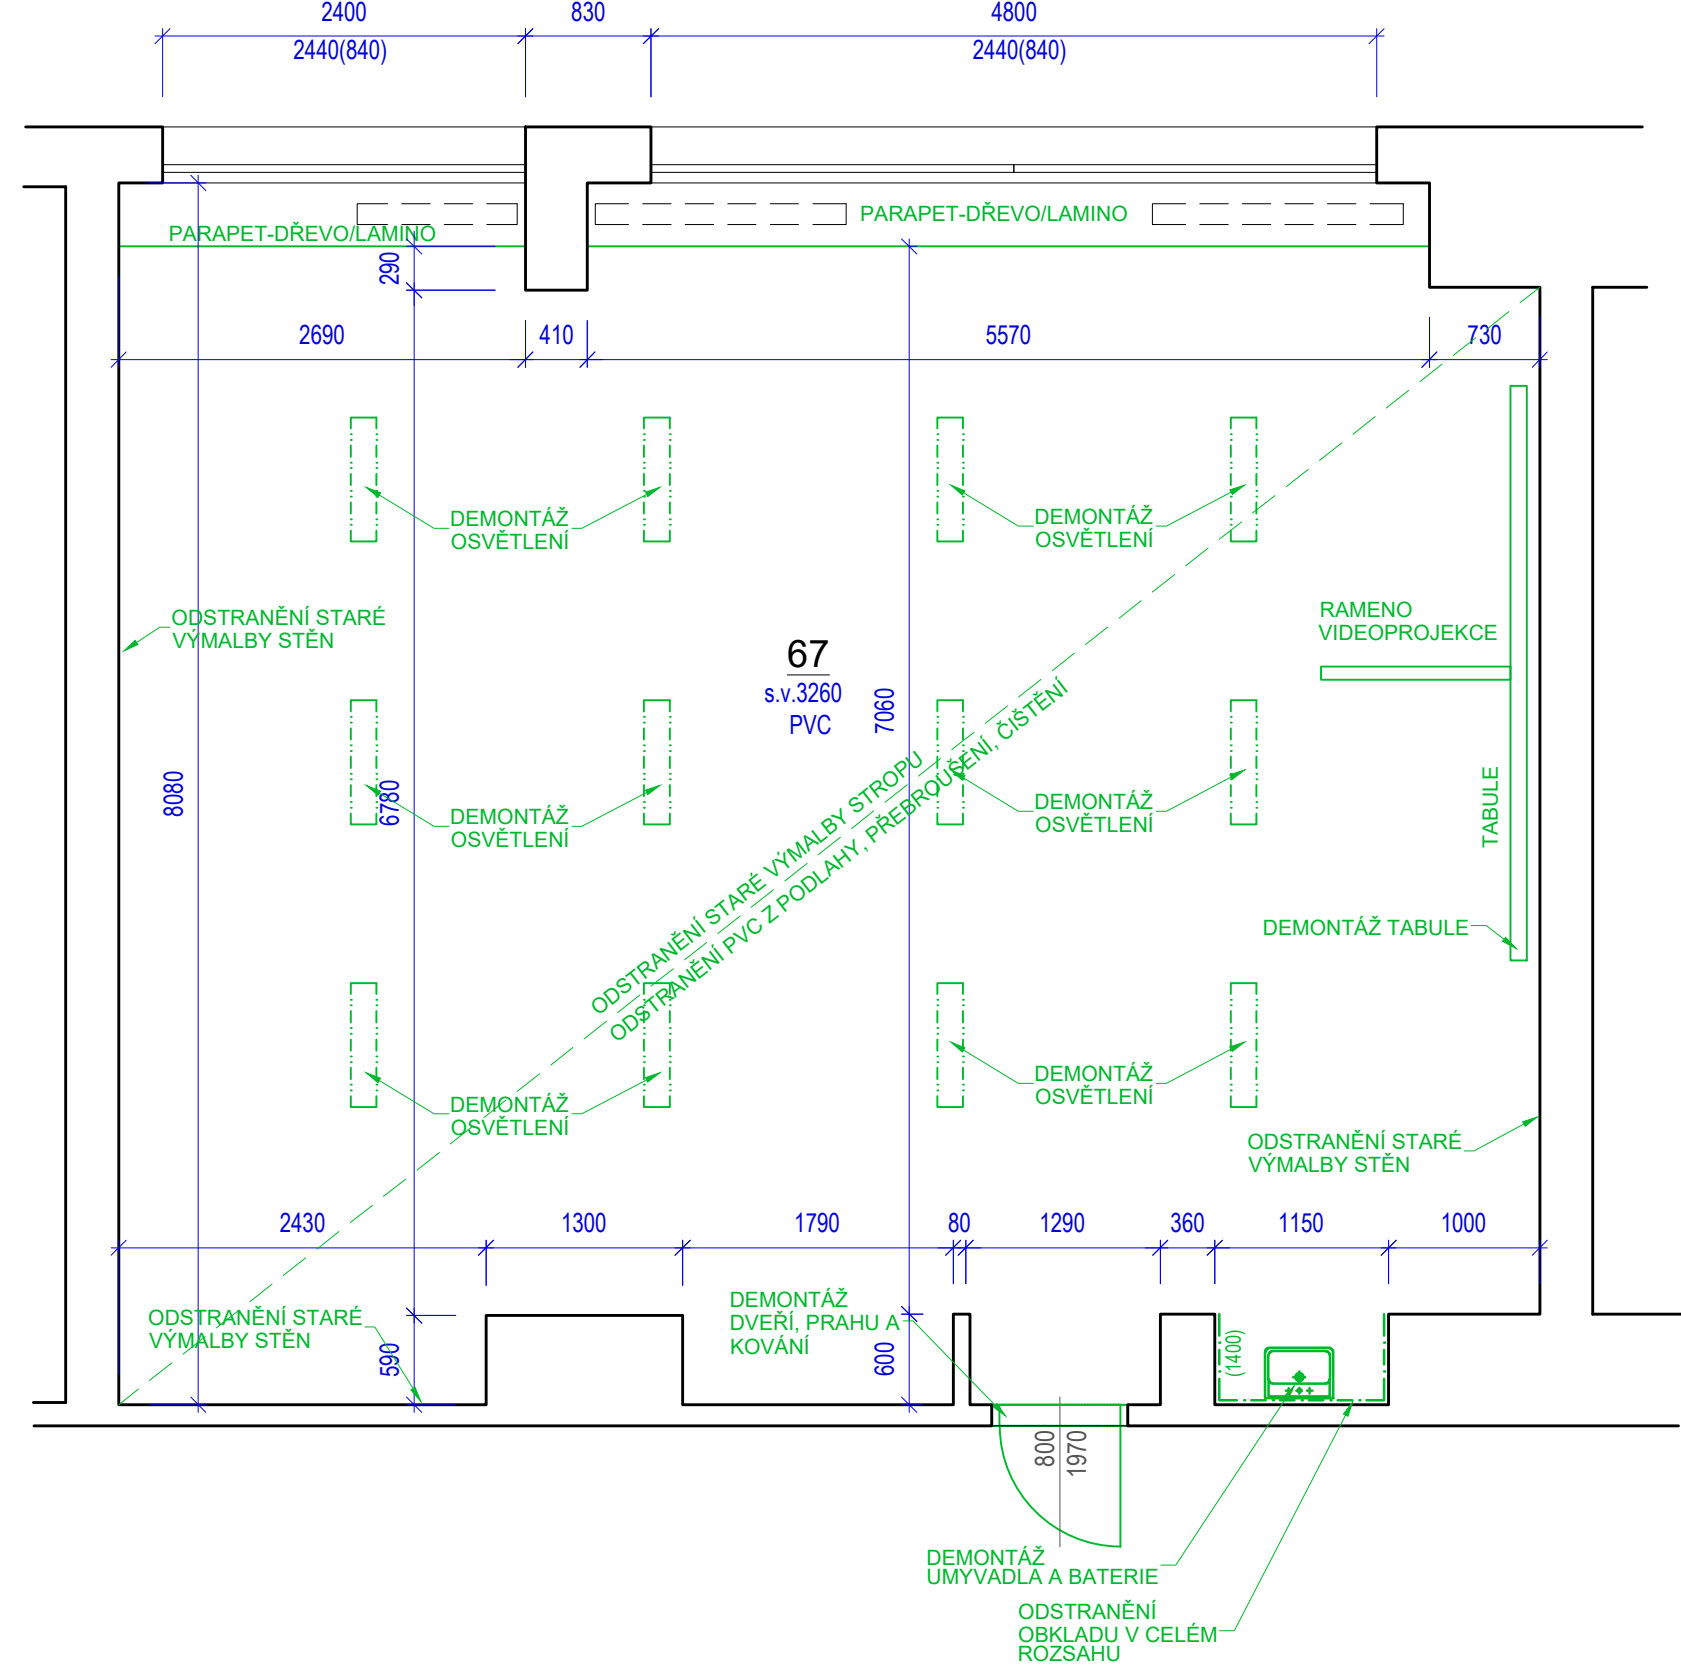 2400
830
4800
2440(840)
2440(840)
PARAPET-DŘEVO/LAMINO
PARAPET-DŘEVO/LAMINO
290
2690
410
5570
730
DEMONTÁŽ
OSVĚTLENÍ
DEMONTÁŽ
OSVĚTLENÍ
ODSTRANĚNÍ STARÉ
VÝMALBY STĚN
RAMENO
VIDEOPROJEKCE
67
s.v.3260
PVC
7060
8080
6780
TABULE
DEMONTÁŽ
OSVĚTLENÍ
DEMONTÁŽ
OSVĚTLENÍ
ODSTRANĚNÍ STARÉ VÝMALBY STROPU
ODSTRANĚNÍ PVC Z PODLAHY, PŘEBROUŠENÍ, ČIŠTĚNÍ
DEMONTÁŽ TABULE
DEMONTÁŽ
OSVĚTLENÍ
DEMONTÁŽ
OSVĚTLENÍ
ODSTRANĚNÍ STARÉ
VÝMALBY STĚN
2430
1300
1790
80
1290
360
1150
1000
ODSTRANĚNÍ STARÉ
VÝMALBY STĚN
590
DEMONTÁŽ
DVEŘÍ, PRAHU A
KOVÁNÍ
600
(1400)
800
1970
DEMONTÁŽ
UMYVADLA A BATERIE
ODSTRANĚNÍ
OBKLADU V CELÉM
ROZSAHU